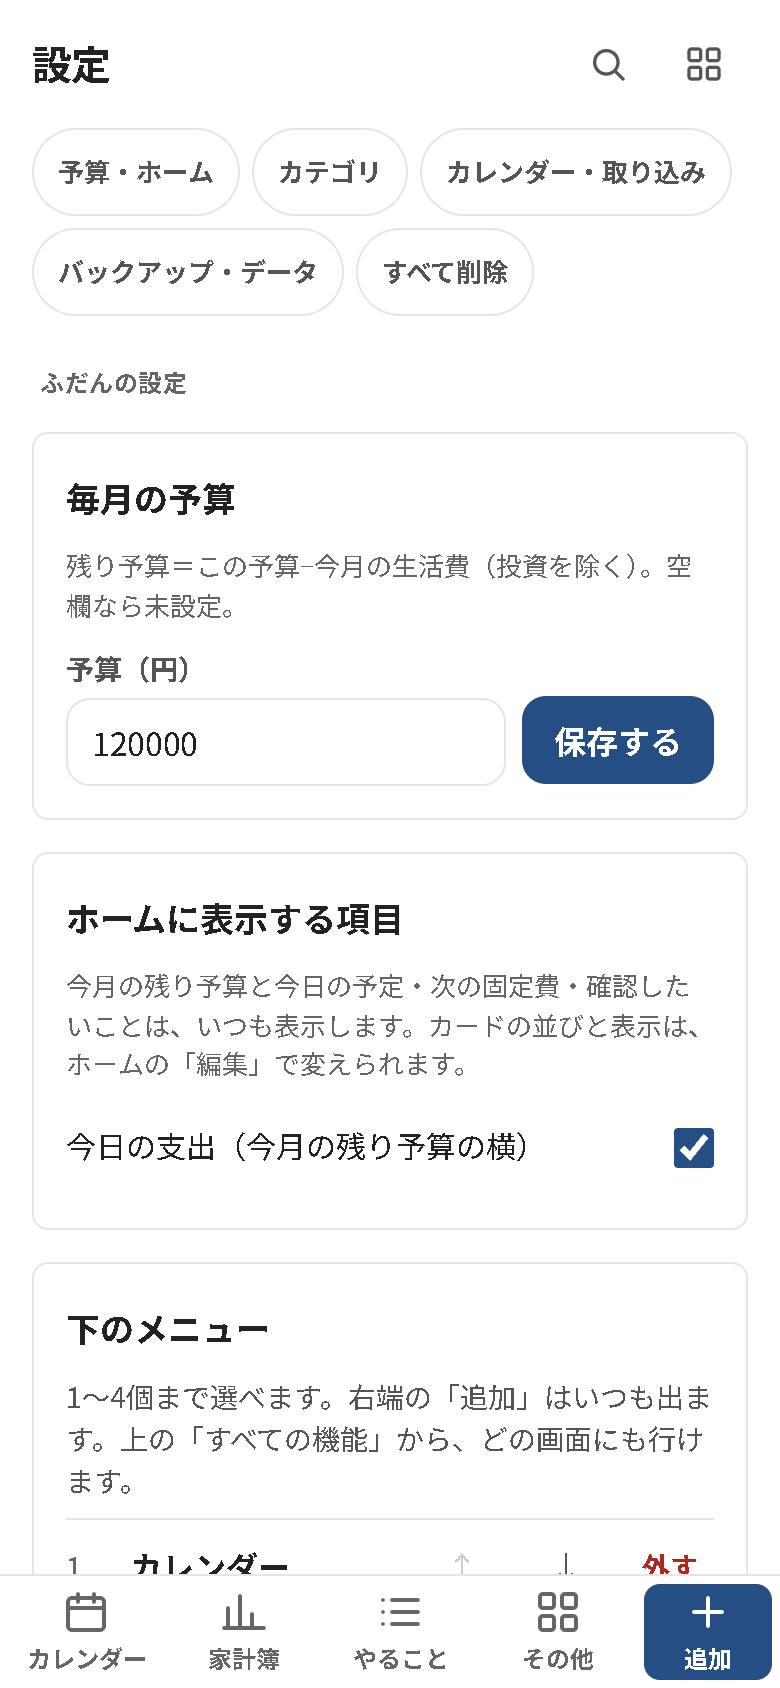 設定
予算・ホーム
カテゴリ
カレンダー・取り込み
バックアップ・データ
すべて削除
ふだんの設定
毎月の予算
残り予算＝この予算−今月の生活費（投資を除く）。空
欄なら未設定。
予算（円）
120000
保存する
ホームに表示する項目
今月の残り予算と今日の予定・次の固定費・確認した
いことは、いつも表示します。カードの並びと表示は、
ホームの「編集」で変えられます。
今日の支出（今月の残り予算の横）
下のメニュー
1〜4個まで選べます。右端の「追加」はいつも出ま
す。上の「すべての機能」から、どの画面にも行け
ます。
1 カレンダー ↑ ↓ 外す
カレンダー
家計簿
やること
その他
追加